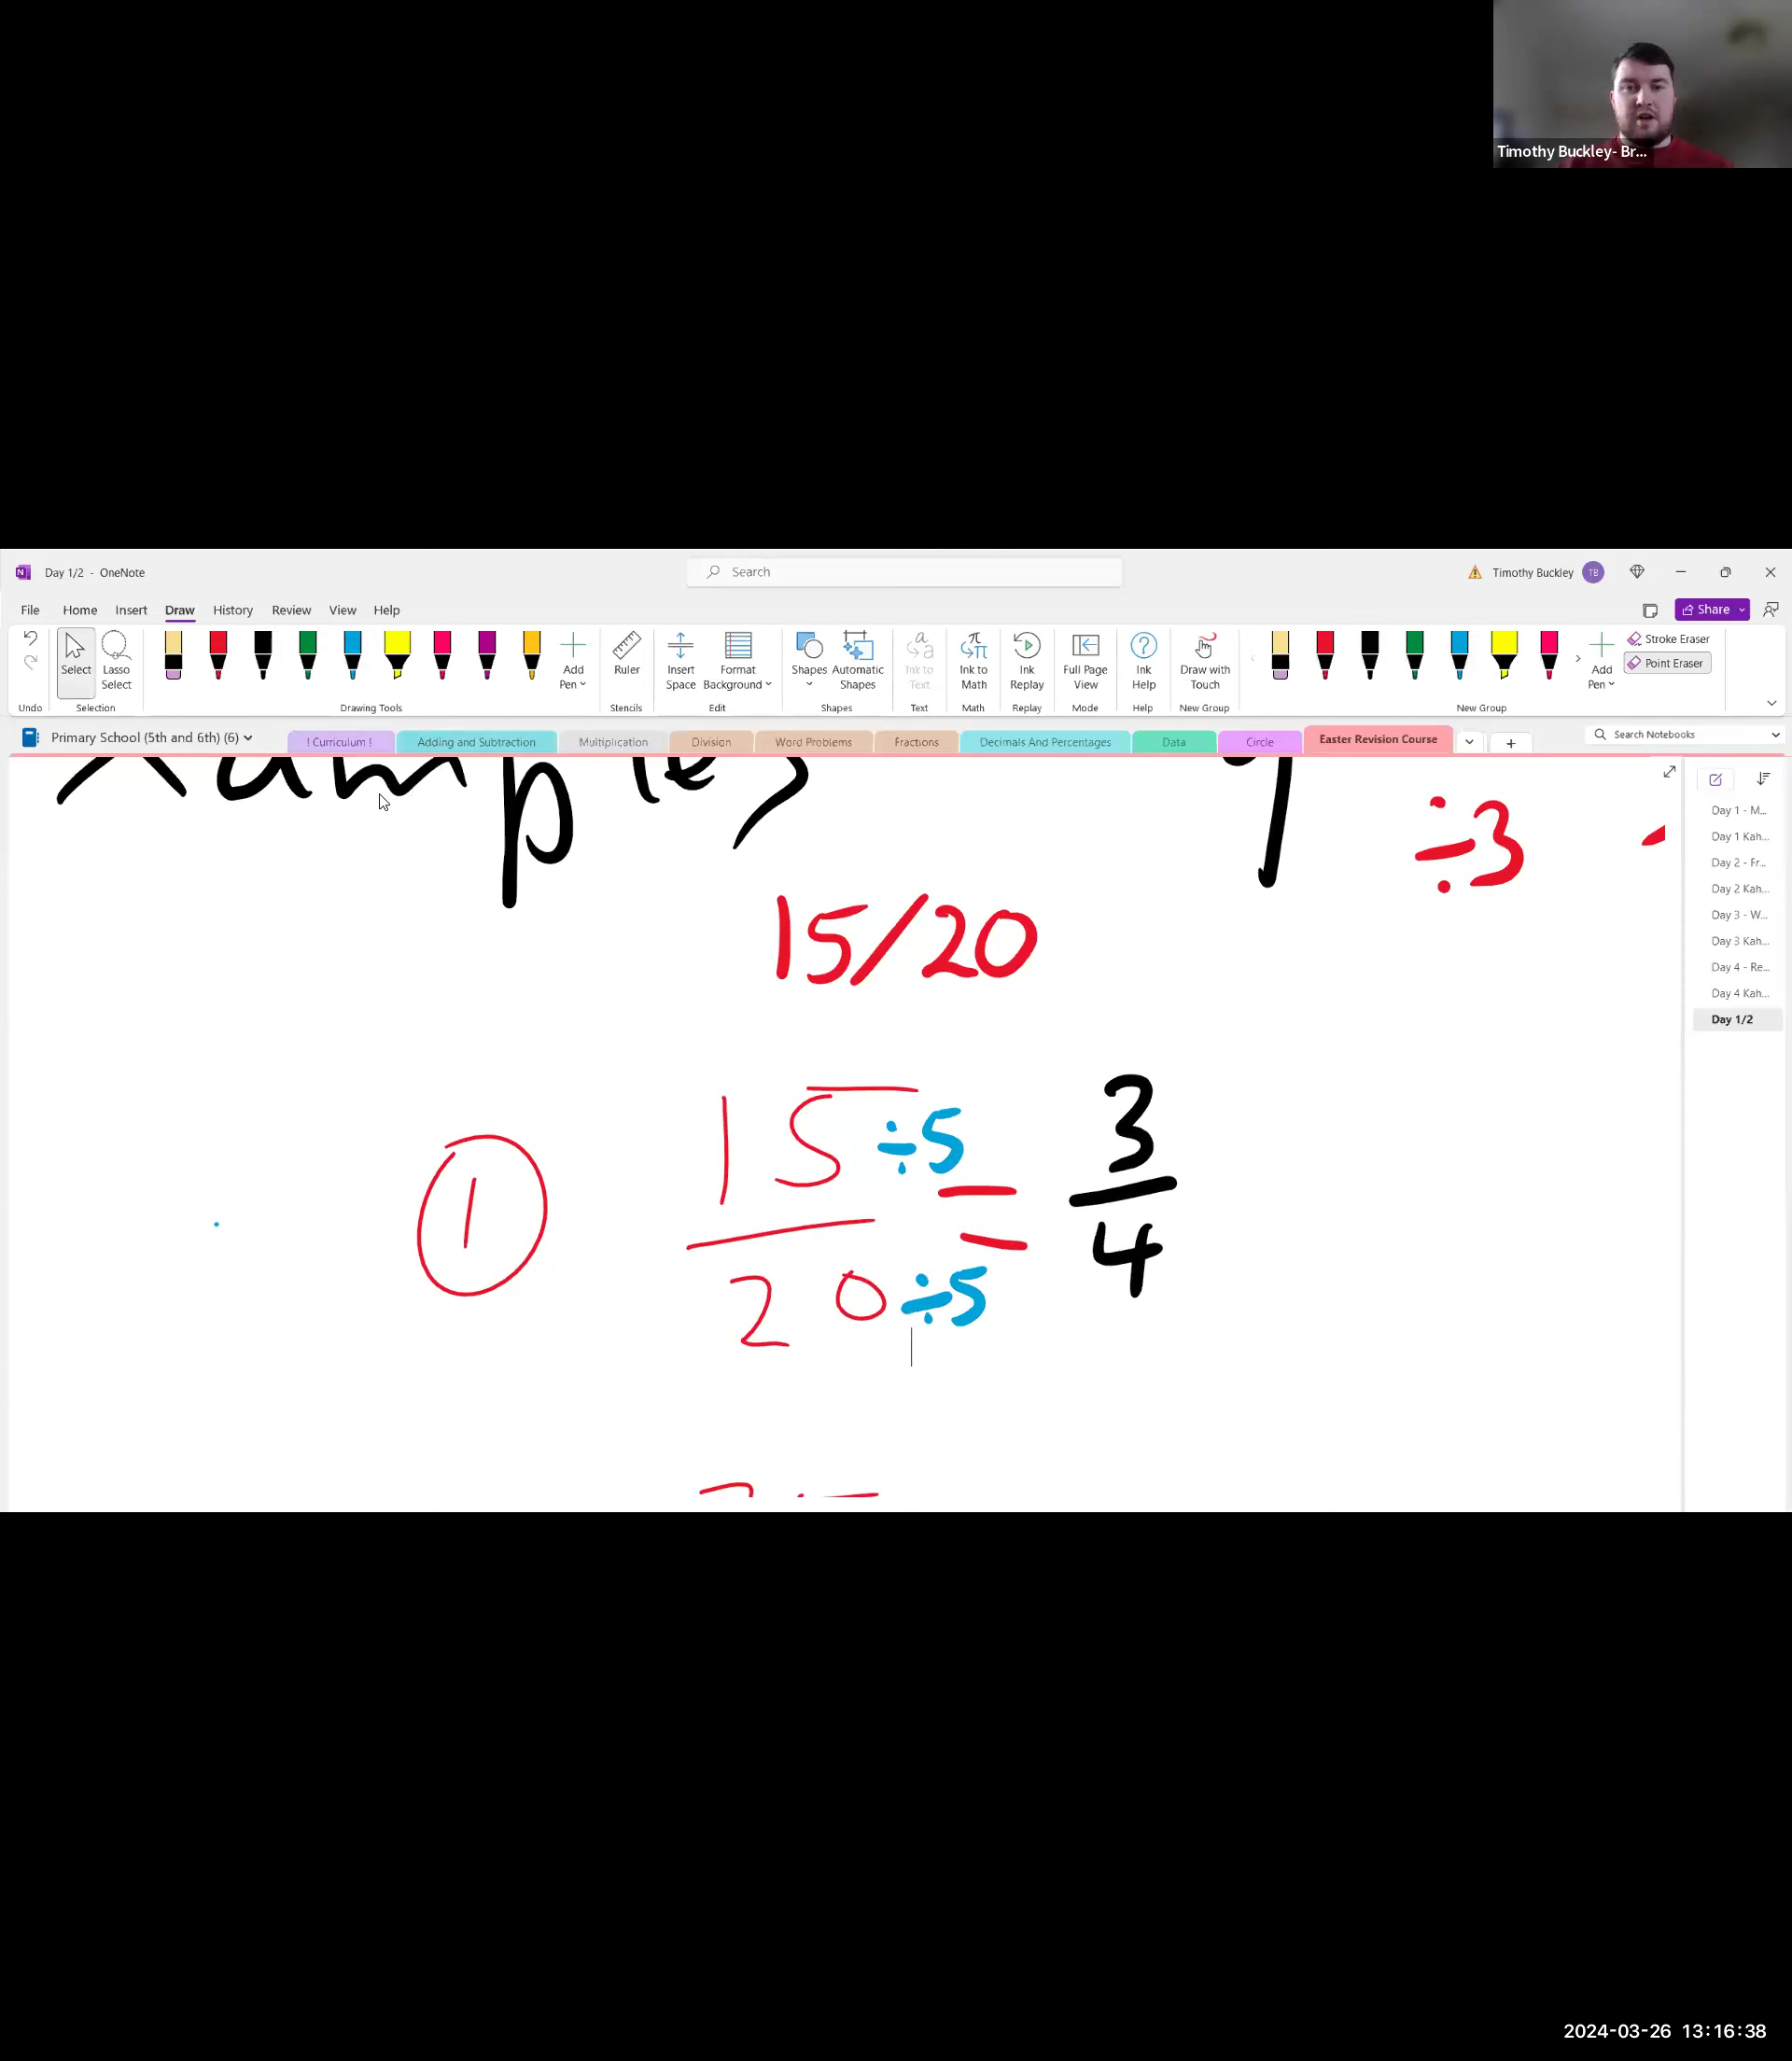 Timothy Buckley- Br...
Day 1/2 - OneNote
Search
Timothy Buckley TB
File Home Insert Draw History Review View Help
Share
Undo
Select
Lasso Select
Selection
Add Pen
Drawing Tools
Ruler
Stencils
Insert Space
Format Background
Edit
Shapes
Automatic Shapes
Shapes
Ink to Text
Text
Ink to Math
Math
Ink Replay
Replay
Full Page View
Mode
Ink Help
Help
Draw with Touch
New Group
Add Pen
Stroke Eraser
Point Eraser
New Group
Primary School (5th and 6th) (6)
! Curriculum !
Adding and Subtraction
Multiplication
Division
Word Problems
Fractions
Decimals And Percentages
Data
Circle
Easter Revision Course
Search Notebooks
÷3
15/20
1
15 ÷5 = 3
20 ÷5 4
Day 1 - M...
Day 1 Kah...
Day 2 - Fr...
Day 2 Kah...
Day 3 - W...
Day 3 Kah...
Day 4 - Re...
Day 4 Kah...
Day 1/2
2024-03-26 13:16:38